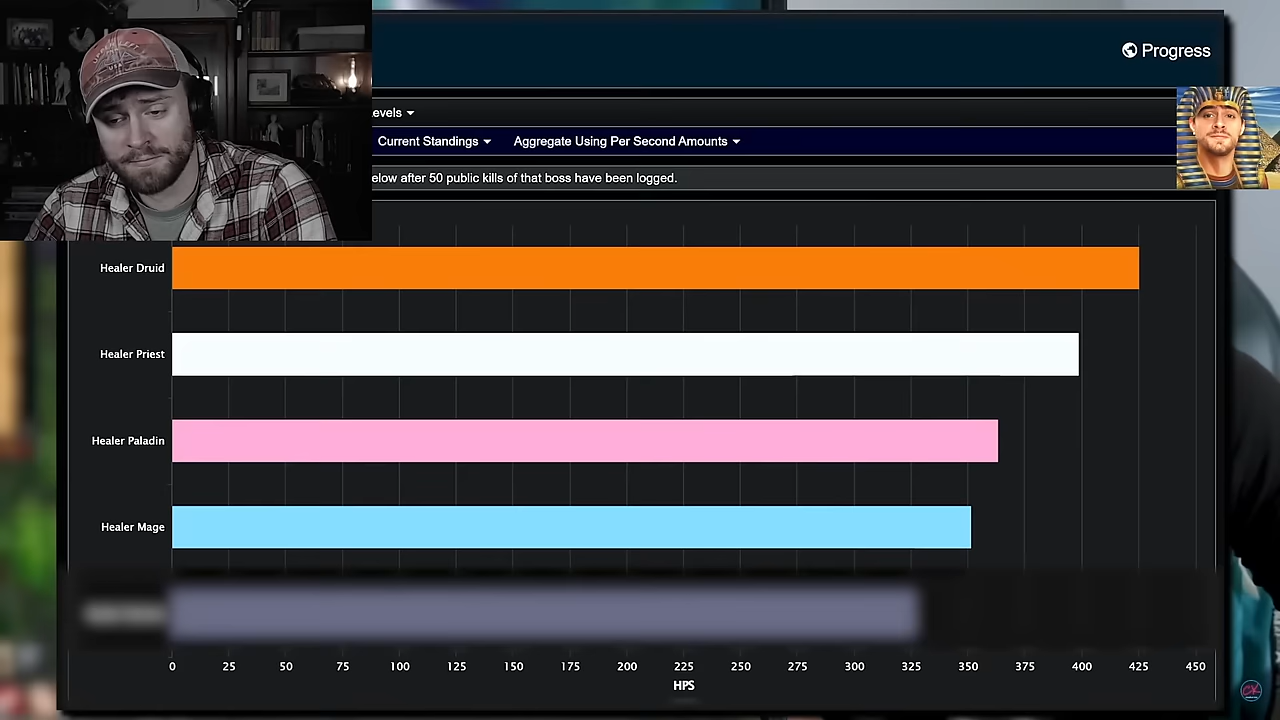 Progress
evels
Current Standings Aggregate Using Per Second Amounts
elow after 50 public kills of that boss have been logged.
Healer Druid
Healer Priest
Healer Paladin
Healer Mage
0 25 50 75 100 125 150 175 200 225 250 275 300 325 350 375 400 425 450
HPS